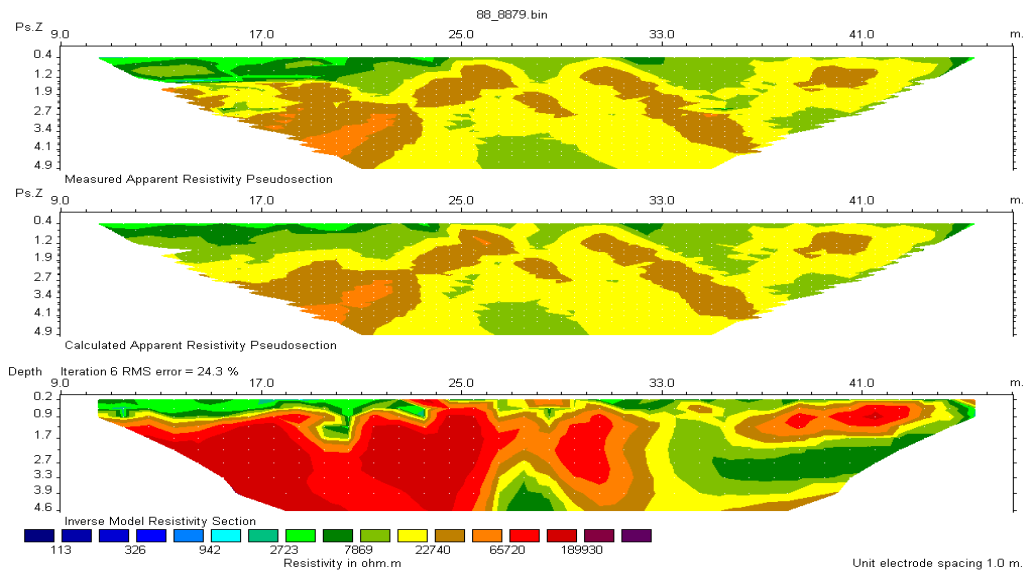 88_8879.bin
Ps.Z 9.0 17.0 25.0 33.0 41.0 m.
0.4
1.2
1.9
2.7
3.4
4.1
4.9
Measured Apparent Resistivity Pseudosection
Ps.Z 9.0 17.0 25.0 33.0 41.0 m.
0.4
1.2
1.9
2.7
3.4
4.1
4.9
Calculated Apparent Resistivity Pseudosection
Depth Iteration 6 RMS error = 24.3 %
9.0 17.0 25.0 33.0 41.0 m.
0.2
0.9
1.7
2.7
3.3
3.9
4.6
Inverse Model Resistivity Section
113 326 942 2723 7869 22740 65720 189930
Resistivity in ohm.m Unit electrode spacing 1.0 m.